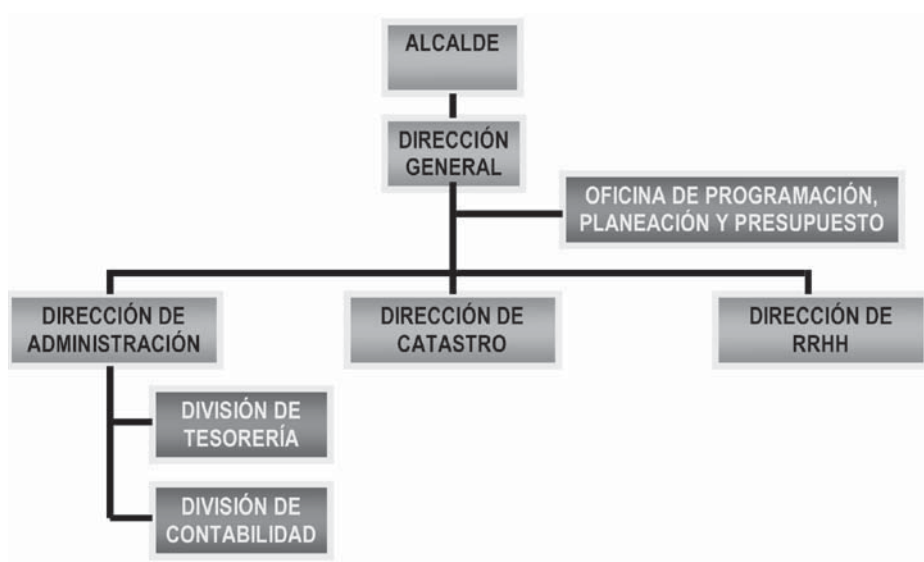 ALCALDE
DIRECCIÓN
GENERAL
OFICINA DE PROGRAMACIÓN,
PLANEACIÓN Y PRESUPUESTO
DIRECCIÓN DE
ADMINISTRACIÓN
DIRECCIÓN DE
CATASTRO
DIRECCIÓN DE
RRHH
DIVISIÓN DE
TESORERÍA
DIVISIÓN DE
CONTABILIDAD